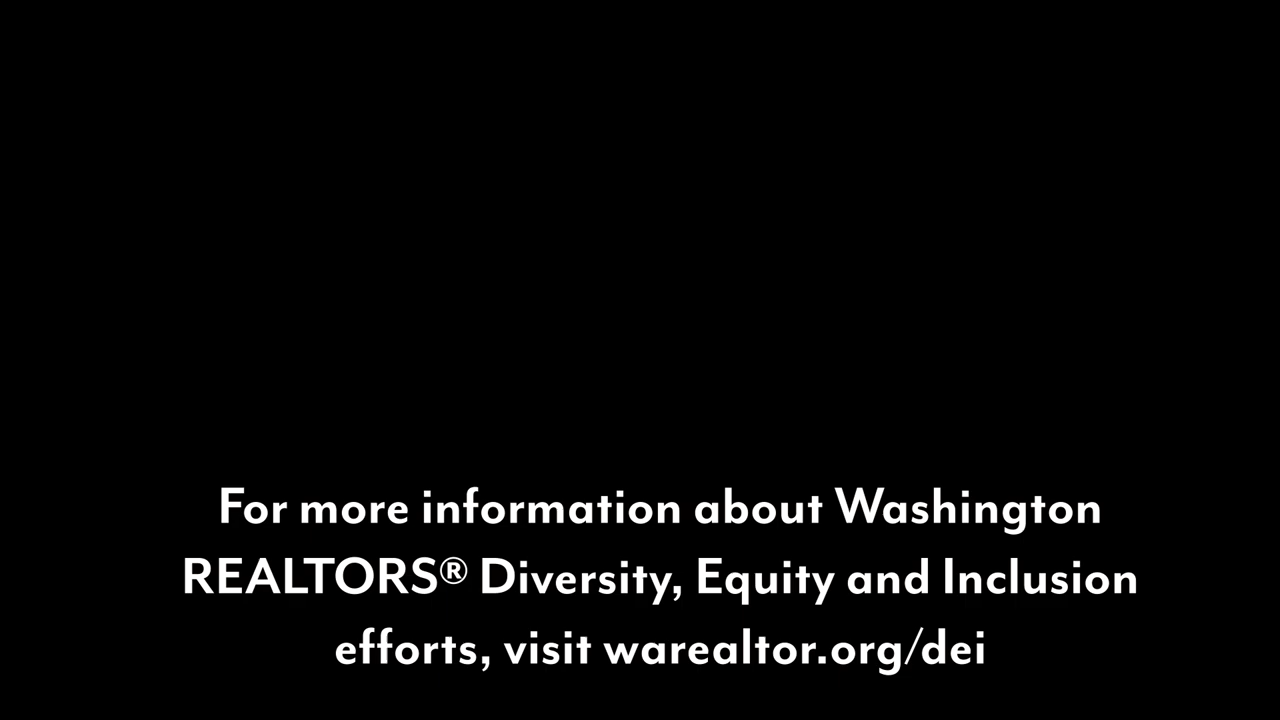 For more information about Washington
REALTORS® Diversity, Equity and Inclusion
efforts, visit warealtor.org/dei